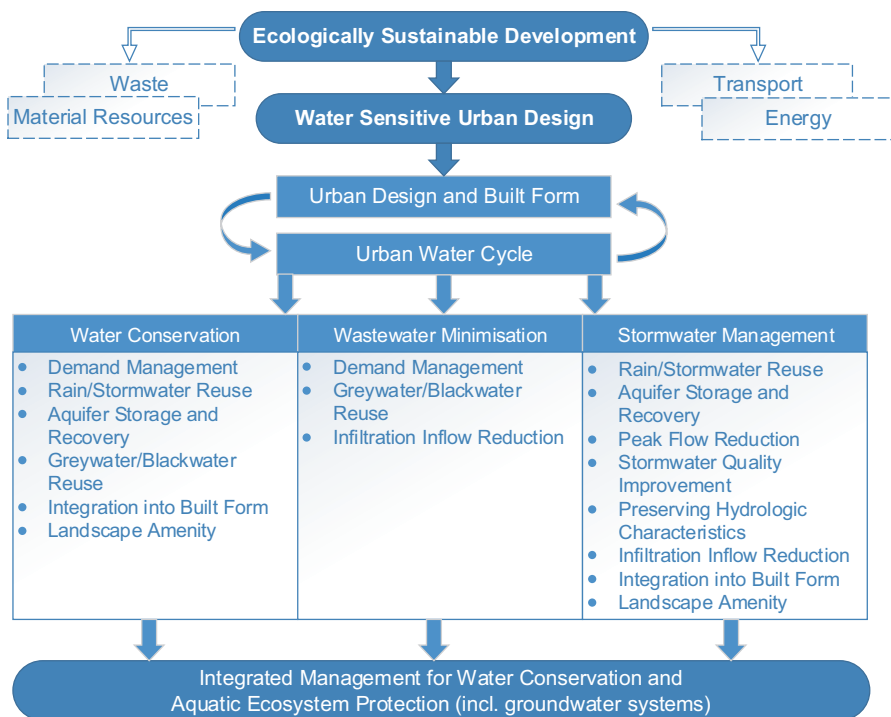 Ecologically Sustainable Development
Waste
Material Resources
Transport
Energy
Water Sensitive Urban Design
Urban Design and Built Form
Urban Water Cycle
Water Conservation
• Demand Management
• Rain/Stormwater Reuse
• Aquifer Storage and
Recovery
• Greywater/Blackwater
Reuse
• Integration into Built Form
• Landscape Amenity
Wastewater Minimisation
• Demand Management
• Greywater/Blackwater
Reuse
• Infiltration Inflow Reduction
Stormwater Management
• Rain/Stormwater Reuse
• Aquifer Storage and
Recovery
• Peak Flow Reduction
• Stormwater Quality
Improvement
• Preserving Hydrologic
Characteristics
• Infiltration Inflow Reduction
• Integration into Built Form
• Landscape Amenity
Integrated Management for Water Conservation and
Aquatic Ecosystem Protection (incl. groundwater systems)